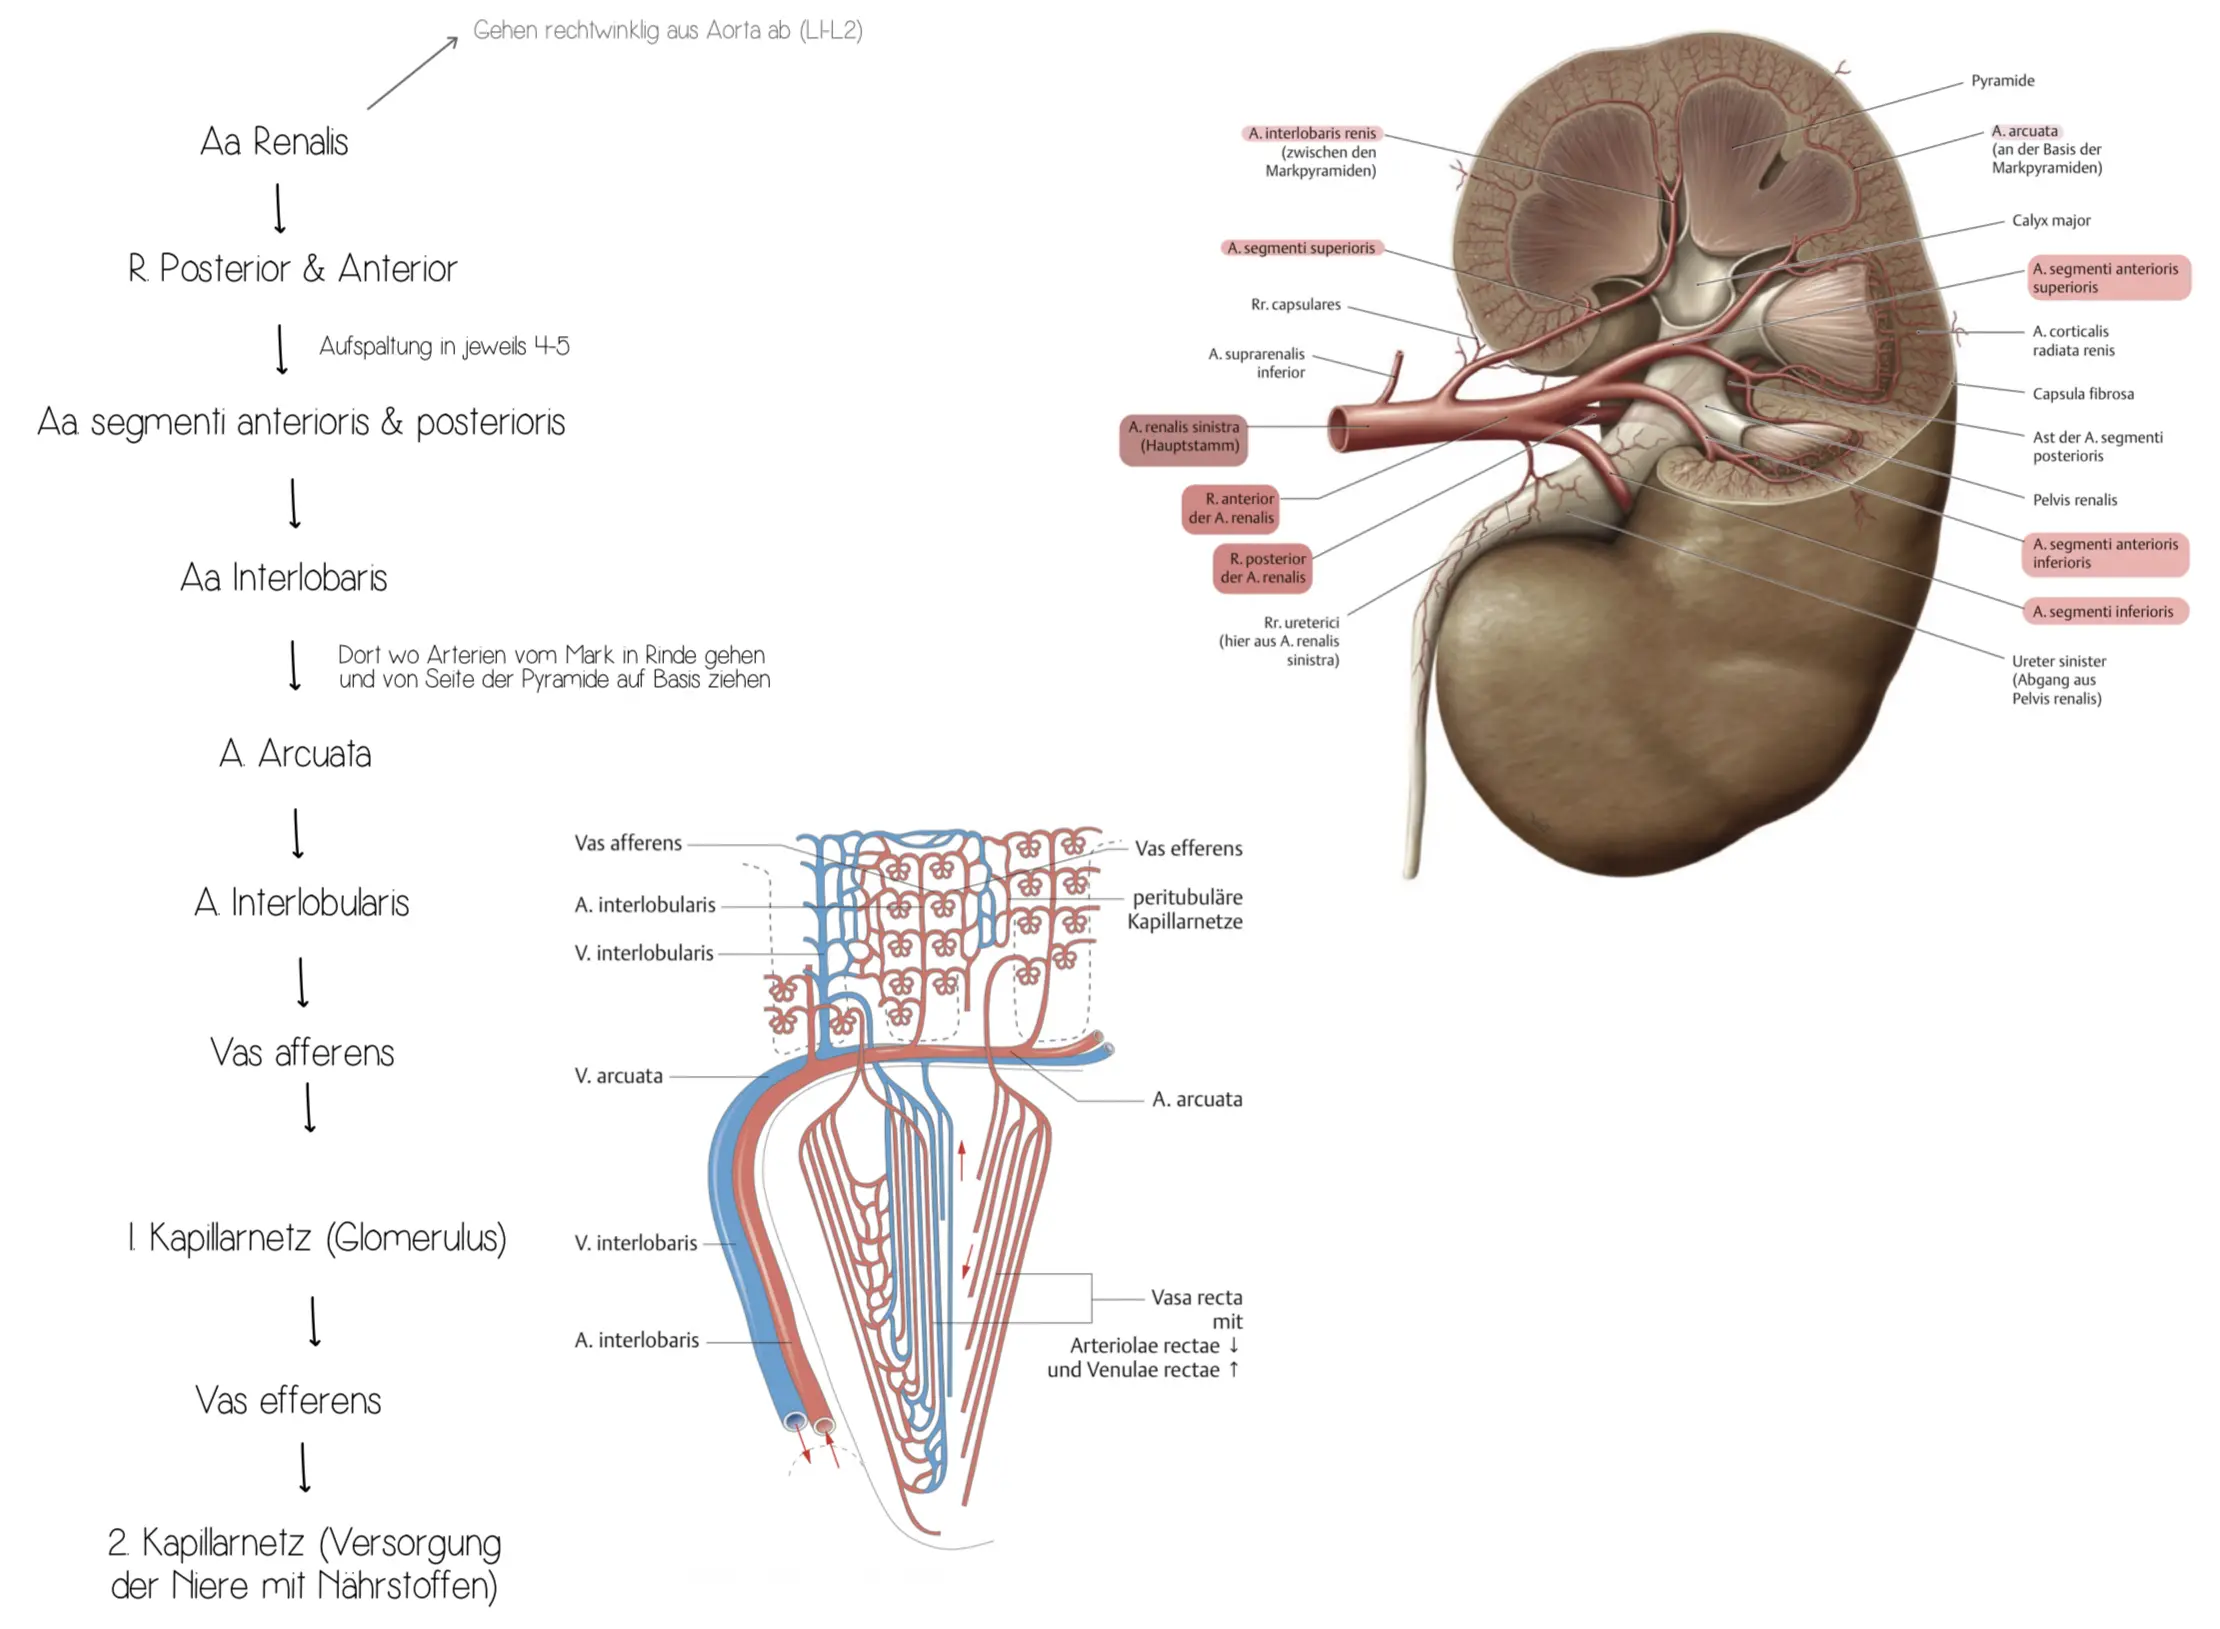 Gehen rechtwinklig aus Aorta ab (L1-L2)
Aa Renalis
R. Posterior & Anterior
Aufspaltung in jeweils 4-5
Aa. segmenti anterioris & posterioris
Aa Interlobaris
Dort wo Arterien vom Mark in Rinde gehen
und von Seite der Pyramide auf Basis ziehen
A. Arcuata
A. Interlobularis
Vas afferens
1. Kapillarnetz (Glomerulus)
Vas efferens
2. Kapillarnetz (Versorgung
der Niere mit Nährstoffen)
A. interlobaris renis
(zwischen den
Markpyramiden)
A. segmenti superioris
Rr. capsulares
A. suprarenalis
inferior
A. renalis sinistra
(Hauptstamm)
R. anterior
der A. renalis
R. posterior
der A. renalis
Rr. ureterici
(hier aus A. renalis
sinistra)
Pyramide
A. arcuata
(an der Basis der
Markpyramiden)
Calyx major
A. segmenti anterioris
superioris
A. corticalis
radiata renis
Capsula fibrosa
Ast der A. segmenti
posterioris
Pelvis renalis
A. segmenti anterioris
inferioris
A. segmenti inferioris
Ureter sinister
(Abgang aus
Pelvis renalis)
Vas afferens
A. interlobularis
V. interlobularis
V. arcuata
V. interlobaris
A. interlobaris
Vas efferens
peritubuläre
Kapillarnetze
A. arcuata
Vasa recta
mit
Arteriolae rectae ↓
und Venulae rectae ↑